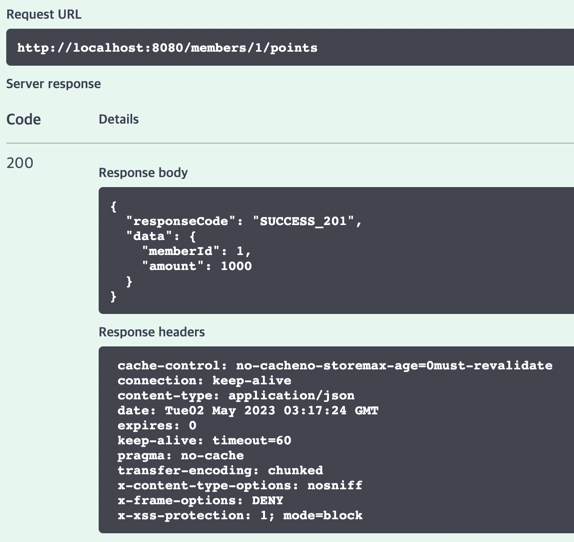 Request URL
http://localhost:8080/members/1/points
Server response
Code Details
200
Response body
{
"responseCode": "SUCCESS_201",
"data": {
"memberId": 1,
"amount": 1000
}
}
Response headers
cache-control: no-cacheno-storemax-age=0must-revalidate
connection: keep-alive
content-type: application/json
date: Tue02 May 2023 03:17:24 GMT
expires: 0
keep-alive: timeout=60
pragma: no-cache
transfer-encoding: chunked
x-content-type-options: nosniff
x-frame-options: DENY
x-xss-protection: 1; mode=block